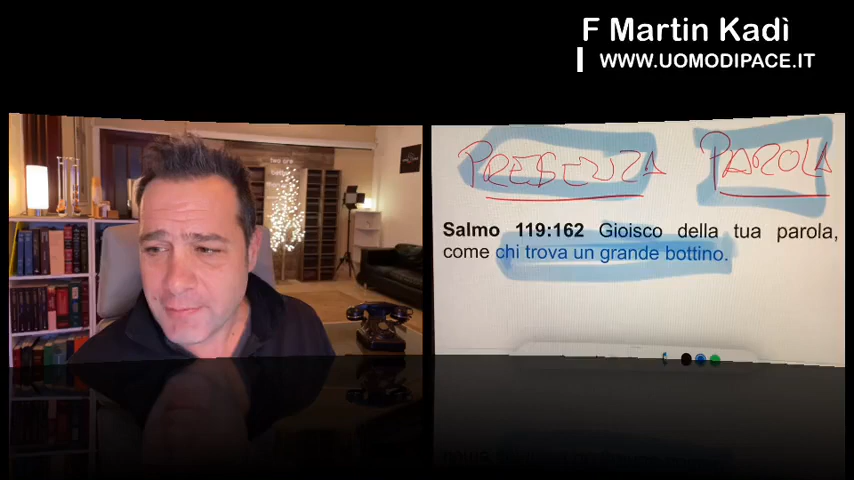 F Martin Kadì
WWW.UOMODIPACE.IT
PRESENZA PAROLA
Salmo 119:162 Gioisco della tua parola,
come chi trova un grande bottino.